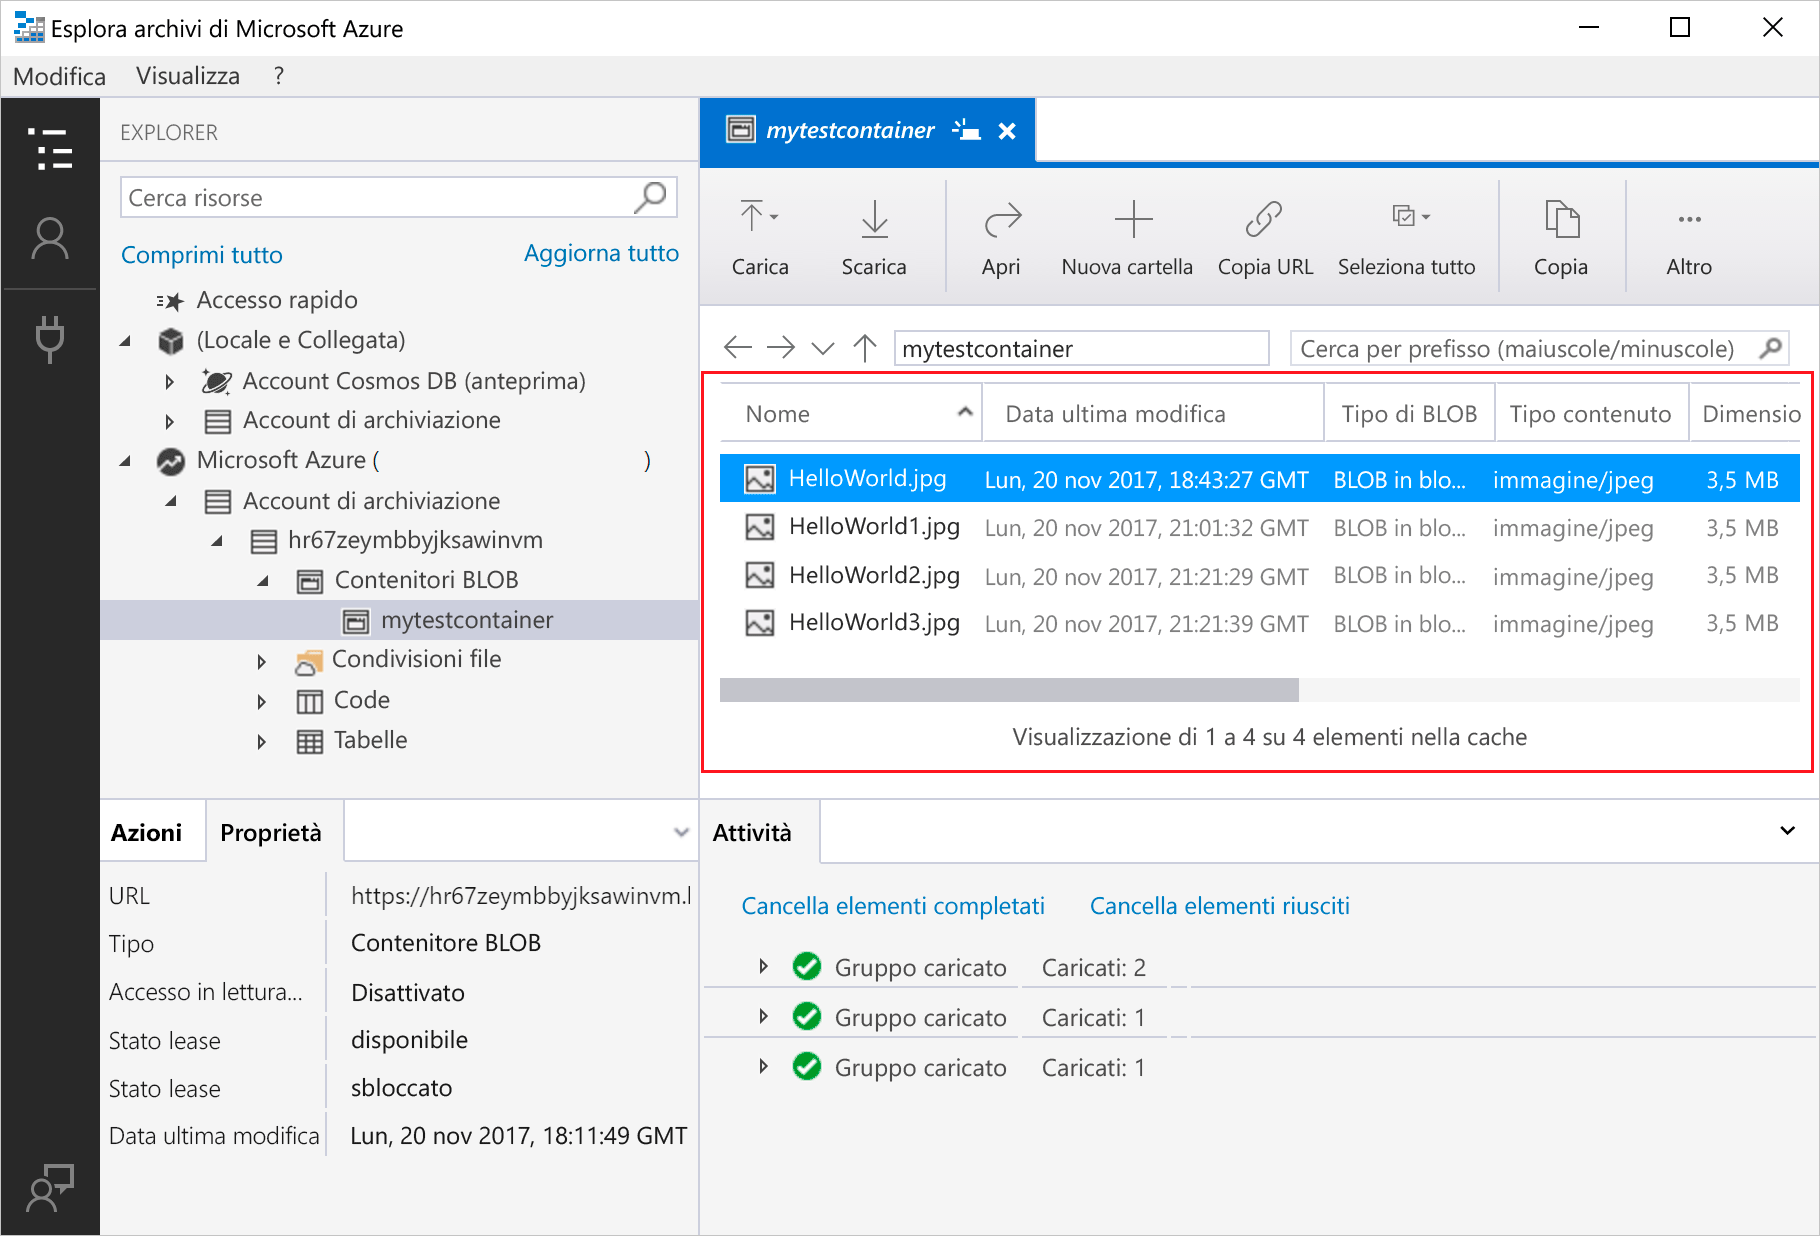 Esplora archivi di Microsoft Azure
Modifica Visualizza ?
EXPLORER
Cerca risorse
Comprimi tutto Aggiorna tutto
Accesso rapido
(Locale e Collegata)
Account Cosmos DB (anteprima)
Account di archiviazione
Microsoft Azure ( )
Account di archiviazione
hr67zeymbbyjksawinvm
Contenitori BLOB
mytestcontainer
Condivisioni file
Code
Tabelle
mytestcontainer
Carica Scarica Apri Nuova cartella Copia URL Seleziona tutto Copia Altro
mytestcontainer Cerca per prefisso (maiuscole/minuscole)
Nome Data ultima modifica Tipo di BLOB Tipo contenuto Dimensio
HelloWorld.jpg Lun, 20 nov 2017, 18:43:27 GMT BLOB in blo... immagine/jpeg 3,5 MB
HelloWorld1.jpg Lun, 20 nov 2017, 21:01:32 GMT BLOB in blo... immagine/jpeg 3,5 MB
HelloWorld2.jpg Lun, 20 nov 2017, 21:21:29 GMT BLOB in blo... immagine/jpeg 3,5 MB
HelloWorld3.jpg Lun, 20 nov 2017, 21:21:39 GMT BLOB in blo... immagine/jpeg 3,5 MB
Visualizzazione di 1 a 4 su 4 elementi nella cache
Azioni Proprietà
URL https://hr67zeymbbyjksawinvm.l
Tipo Contenitore BLOB
Accesso in lettura... Disattivato
Stato lease disponibile
Stato lease sbloccato
Data ultima modifica Lun, 20 nov 2017, 18:11:49 GMT
Attività
Cancella elementi completati Cancella elementi riusciti
Gruppo caricato Caricati: 2
Gruppo caricato Caricati: 1
Gruppo caricato Caricati: 1